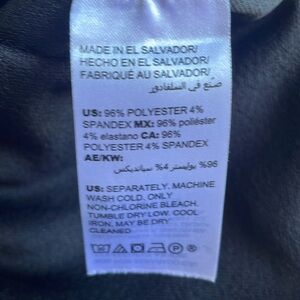 MADE IN EL SALVADOR/
HECHO EN EL SALVADOR/
FABRIQUÉ AU SALVADOR/
صنع في السلفادور
US: 96% POLYESTER 4%
SPANDEX MX: 96% poliéster
4% elastano CA: 96%
POLYESTER 4% SPANDEX
AE/KW:
96% بوليستر 4% سبانديكس
US: SEPARATELY. MACHINE
WASH COLD. ONLY
NON-CHLORINE BLEACH.
TUMBLE DRY LOW. COOL
IRON, MAY BE DRY
CLEANED